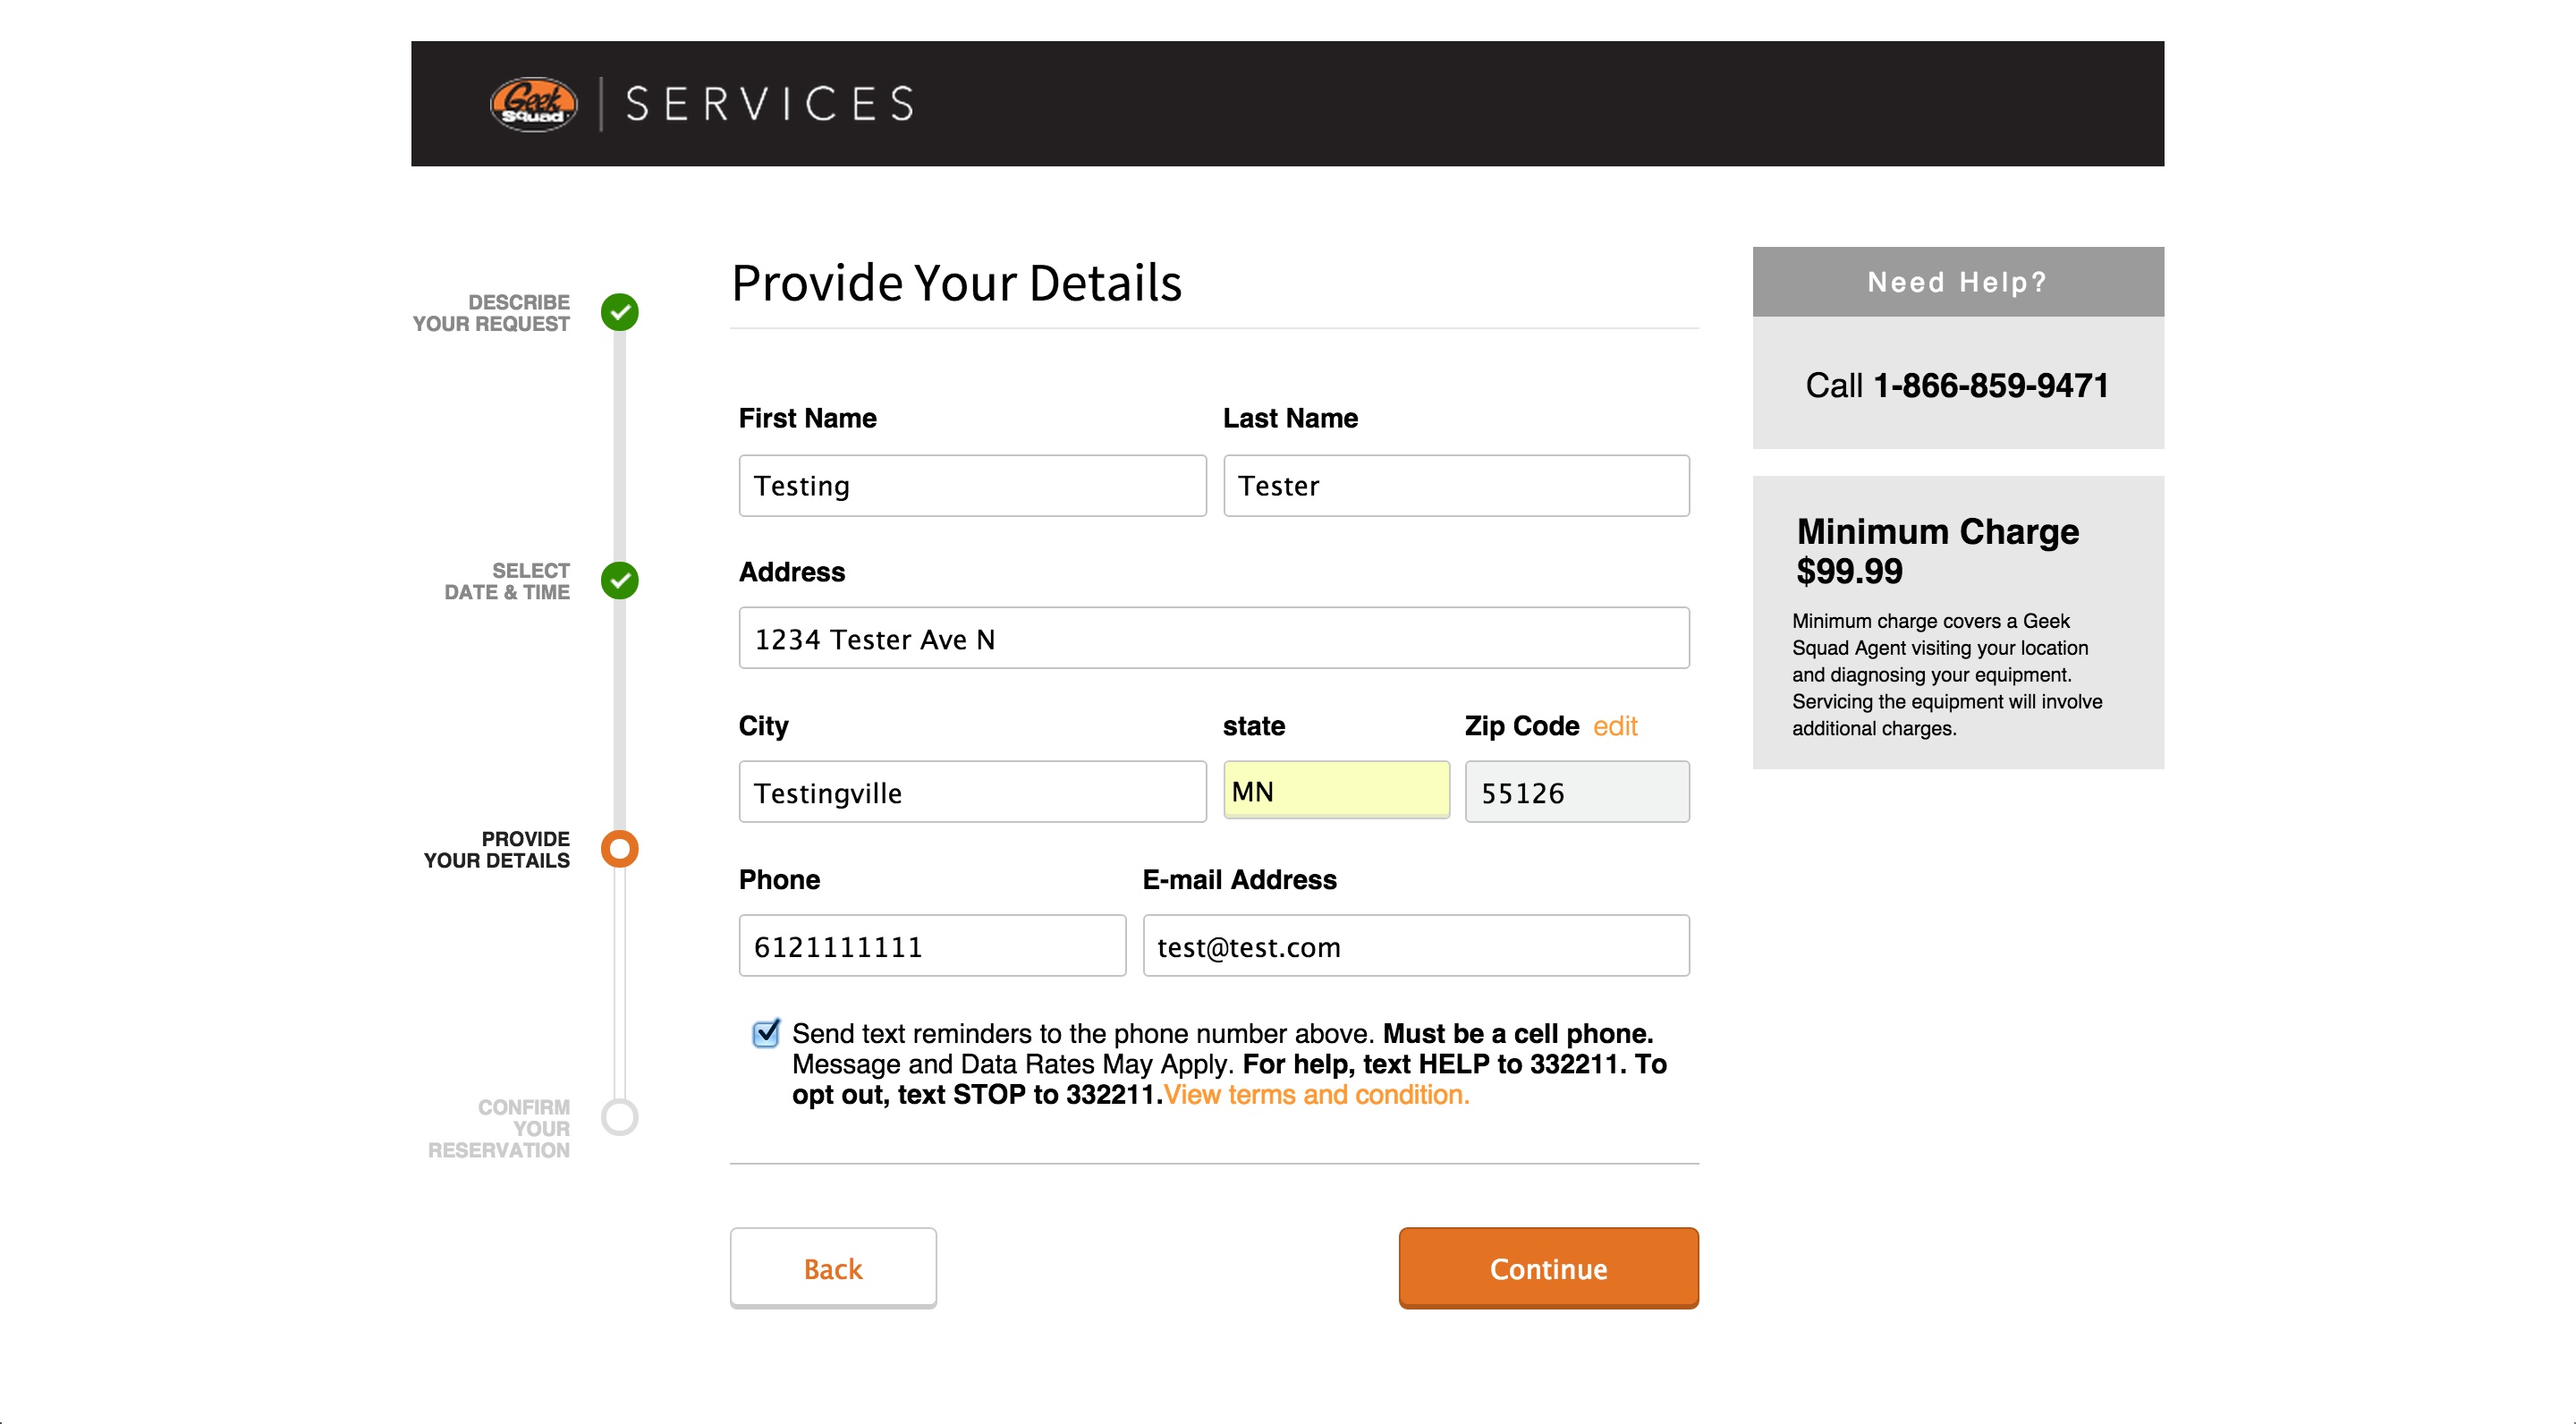 Geek Squad | SERVICES
DESCRIBE
YOUR REQUEST
SELECT
DATE & TIME
PROVIDE
YOUR DETAILS
CONFIRM
YOUR
RESERVATION
Provide Your Details
First Name Last Name
Testing Tester
Address
1234 Tester Ave N
City state Zip Code edit
Testingville MN 55126
Phone E-mail Address
6121111111 test@test.com
Send text reminders to the phone number above. Must be a cell phone.
Message and Data Rates May Apply. For help, text HELP to 332211. To
opt out, text STOP to 332211.View terms and condition.
Back Continue
Need Help?
Call 1-866-859-9471
Minimum Charge
$99.99
Minimum charge covers a Geek
Squad Agent visiting your location
and diagnosing your equipment.
Servicing the equipment will involve
additional charges.